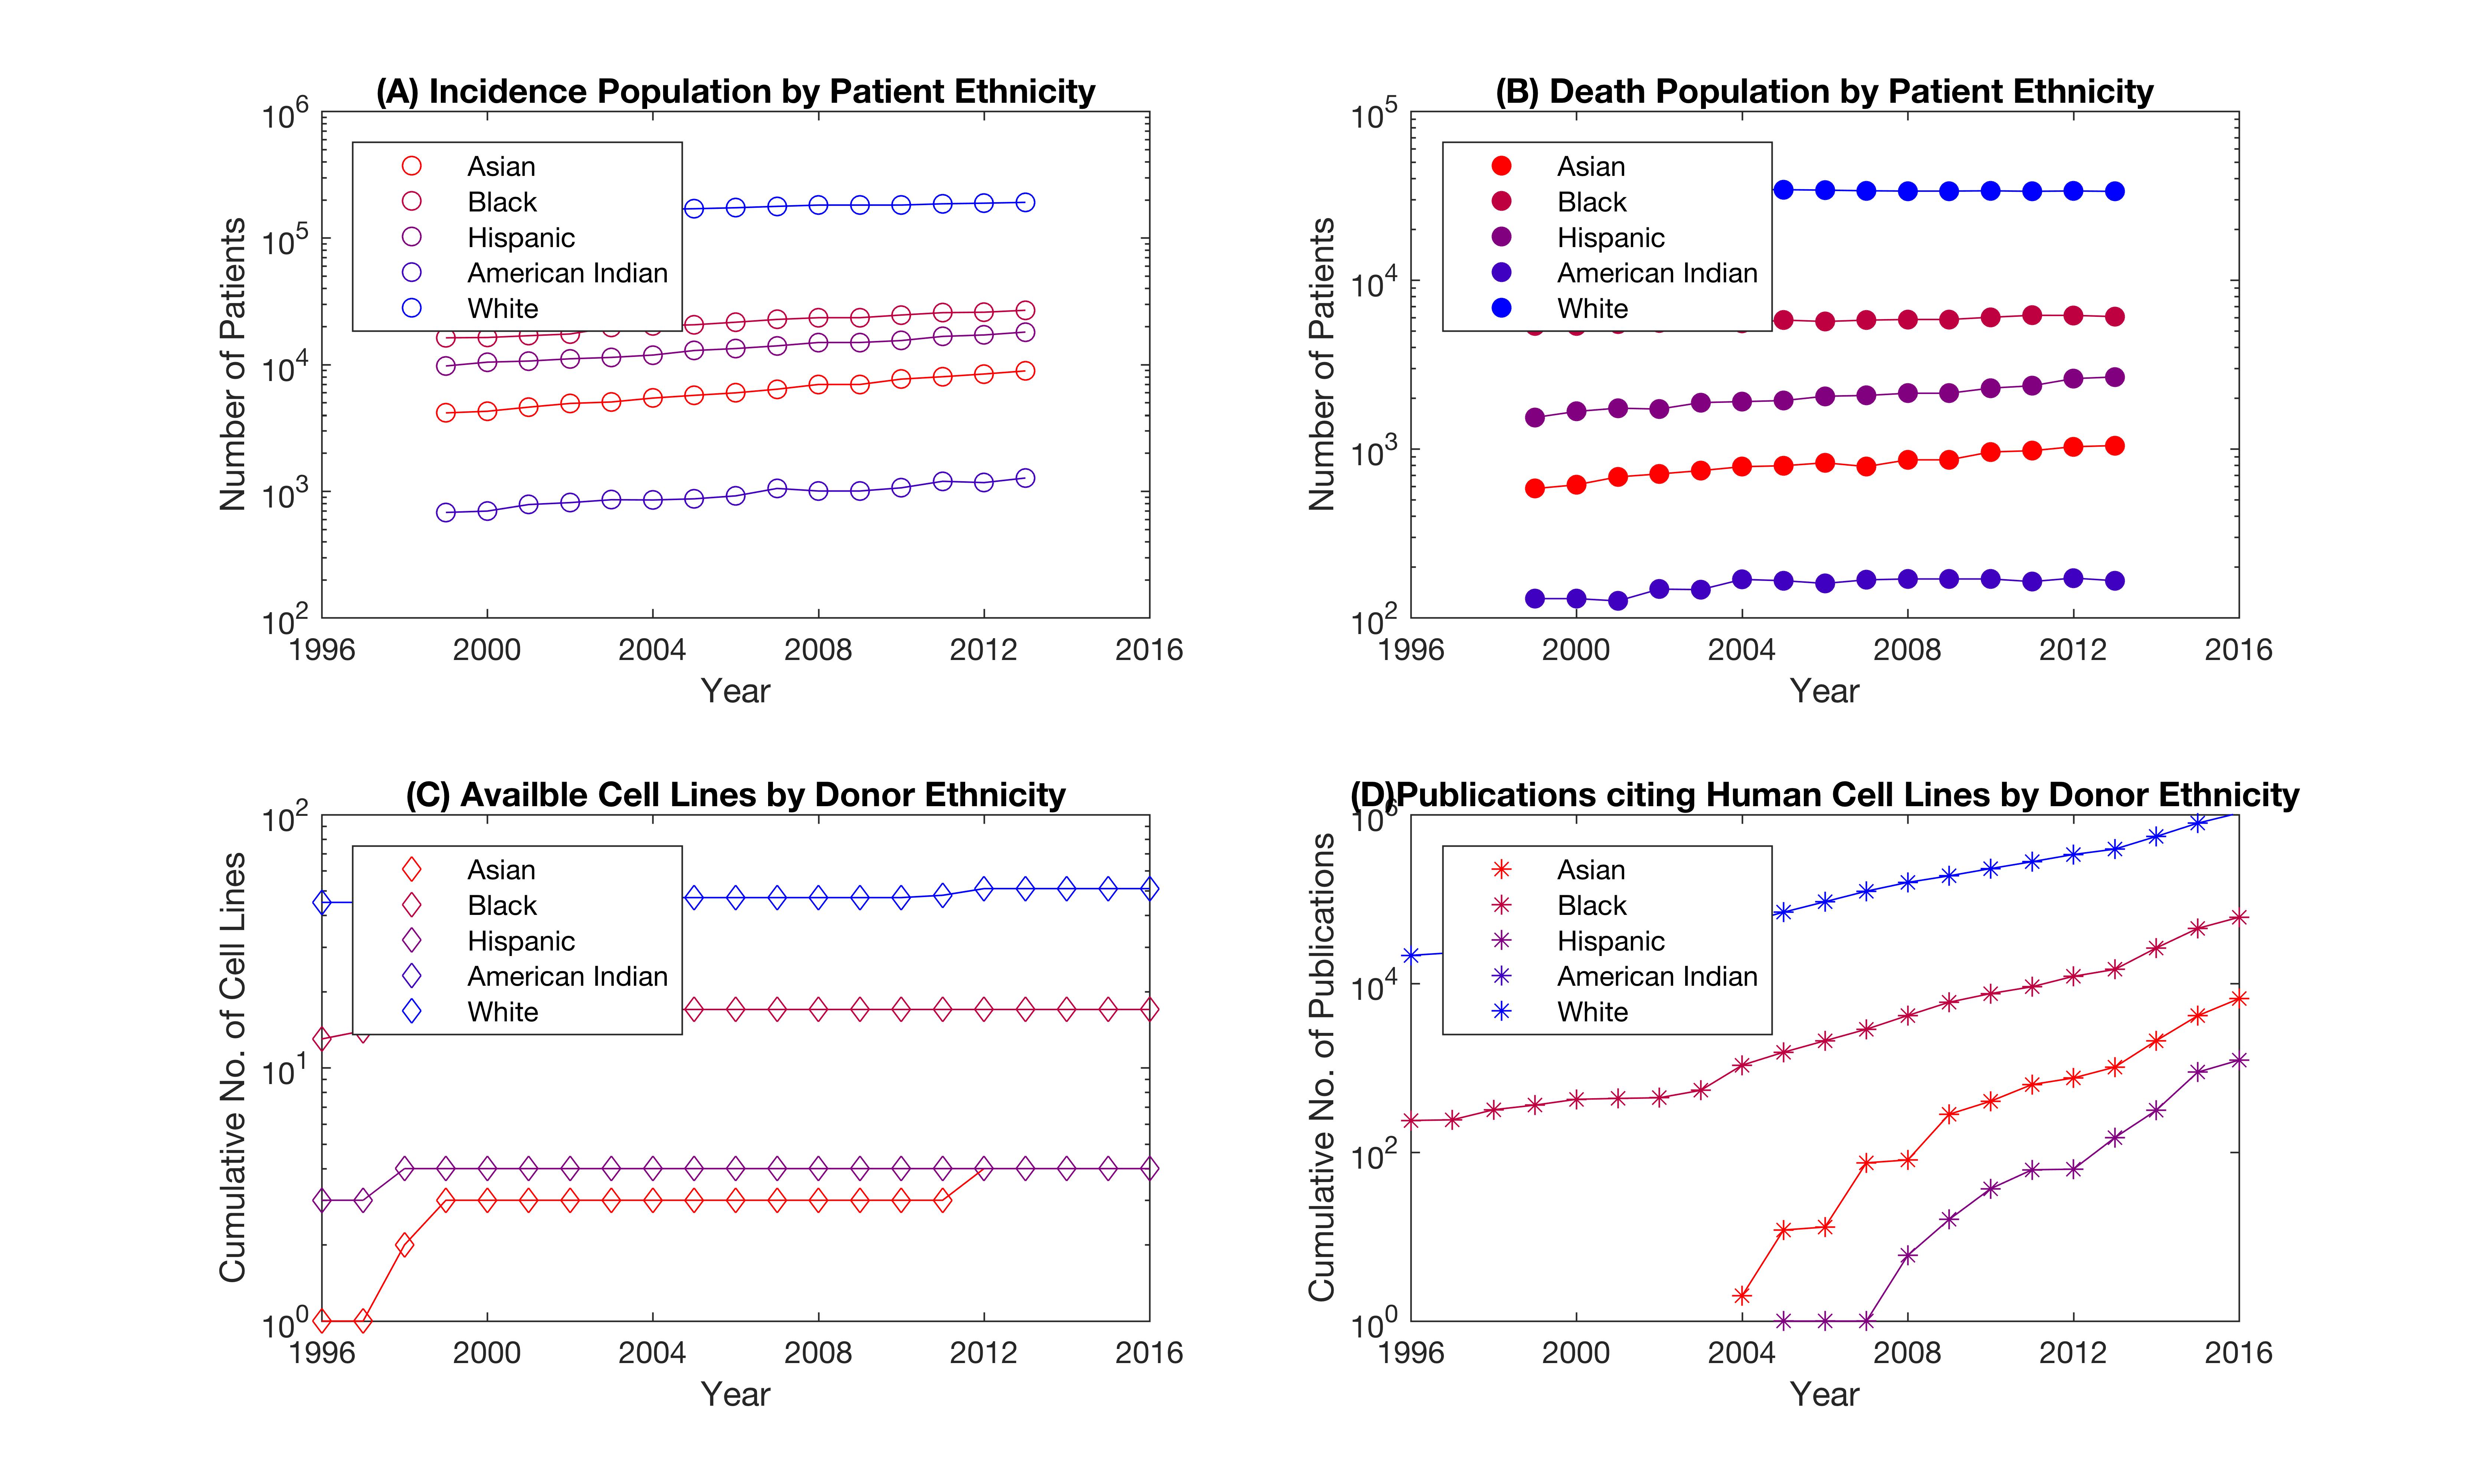 (A) Incidence Population by Patient Ethnicity
10^6
10^5
10^4
10^3
10^2
Number of Patients
Asian
Black
Hispanic
American Indian
White
1996 2000 2004 2008 2012 2016
Year
(B) Death Population by Patient Ethnicity
10^5
10^4
10^3
10^2
Number of Patients
Asian
Black
Hispanic
American Indian
White
1996 2000 2004 2008 2012 2016
Year
(C) Availble Cell Lines by Donor Ethnicity
10^2
10^1
10^0
Cumulative No. of Cell Lines
Asian
Black
Hispanic
American Indian
White
1996 2000 2004 2008 2012 2016
Year
(D)Publications citing Human Cell Lines by Donor Ethnicity
10^6
10^4
10^2
10^0
Cumulative No. of Publications
Asian
Black
Hispanic
American Indian
White
1996 2000 2004 2008 2012 2016
Year